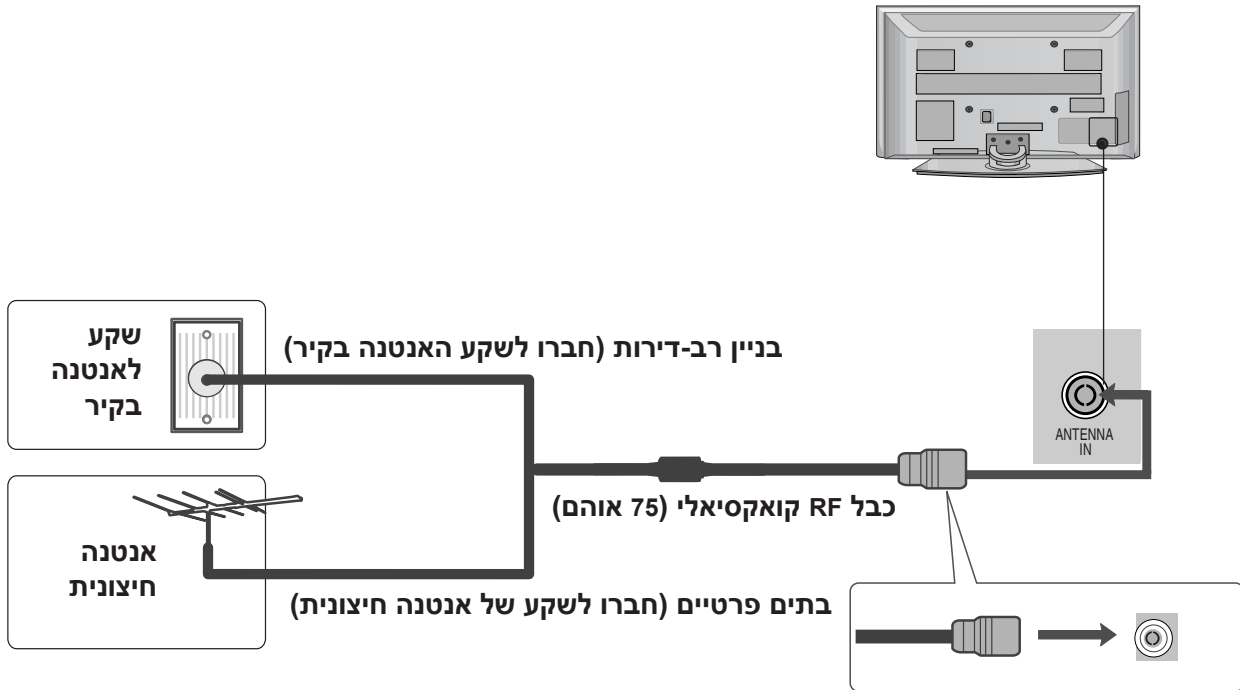 שקע
לאנטנה
בקיר
בניין רב-דירות (חברו לשקע האנטנה בקיר)
ANTENNA
IN
כבל RF קואקסיאלי (75 אוהם)
אנטנה
חיצונית
בתים פרטיים (חברו לשקע של אנטנה חיצונית)